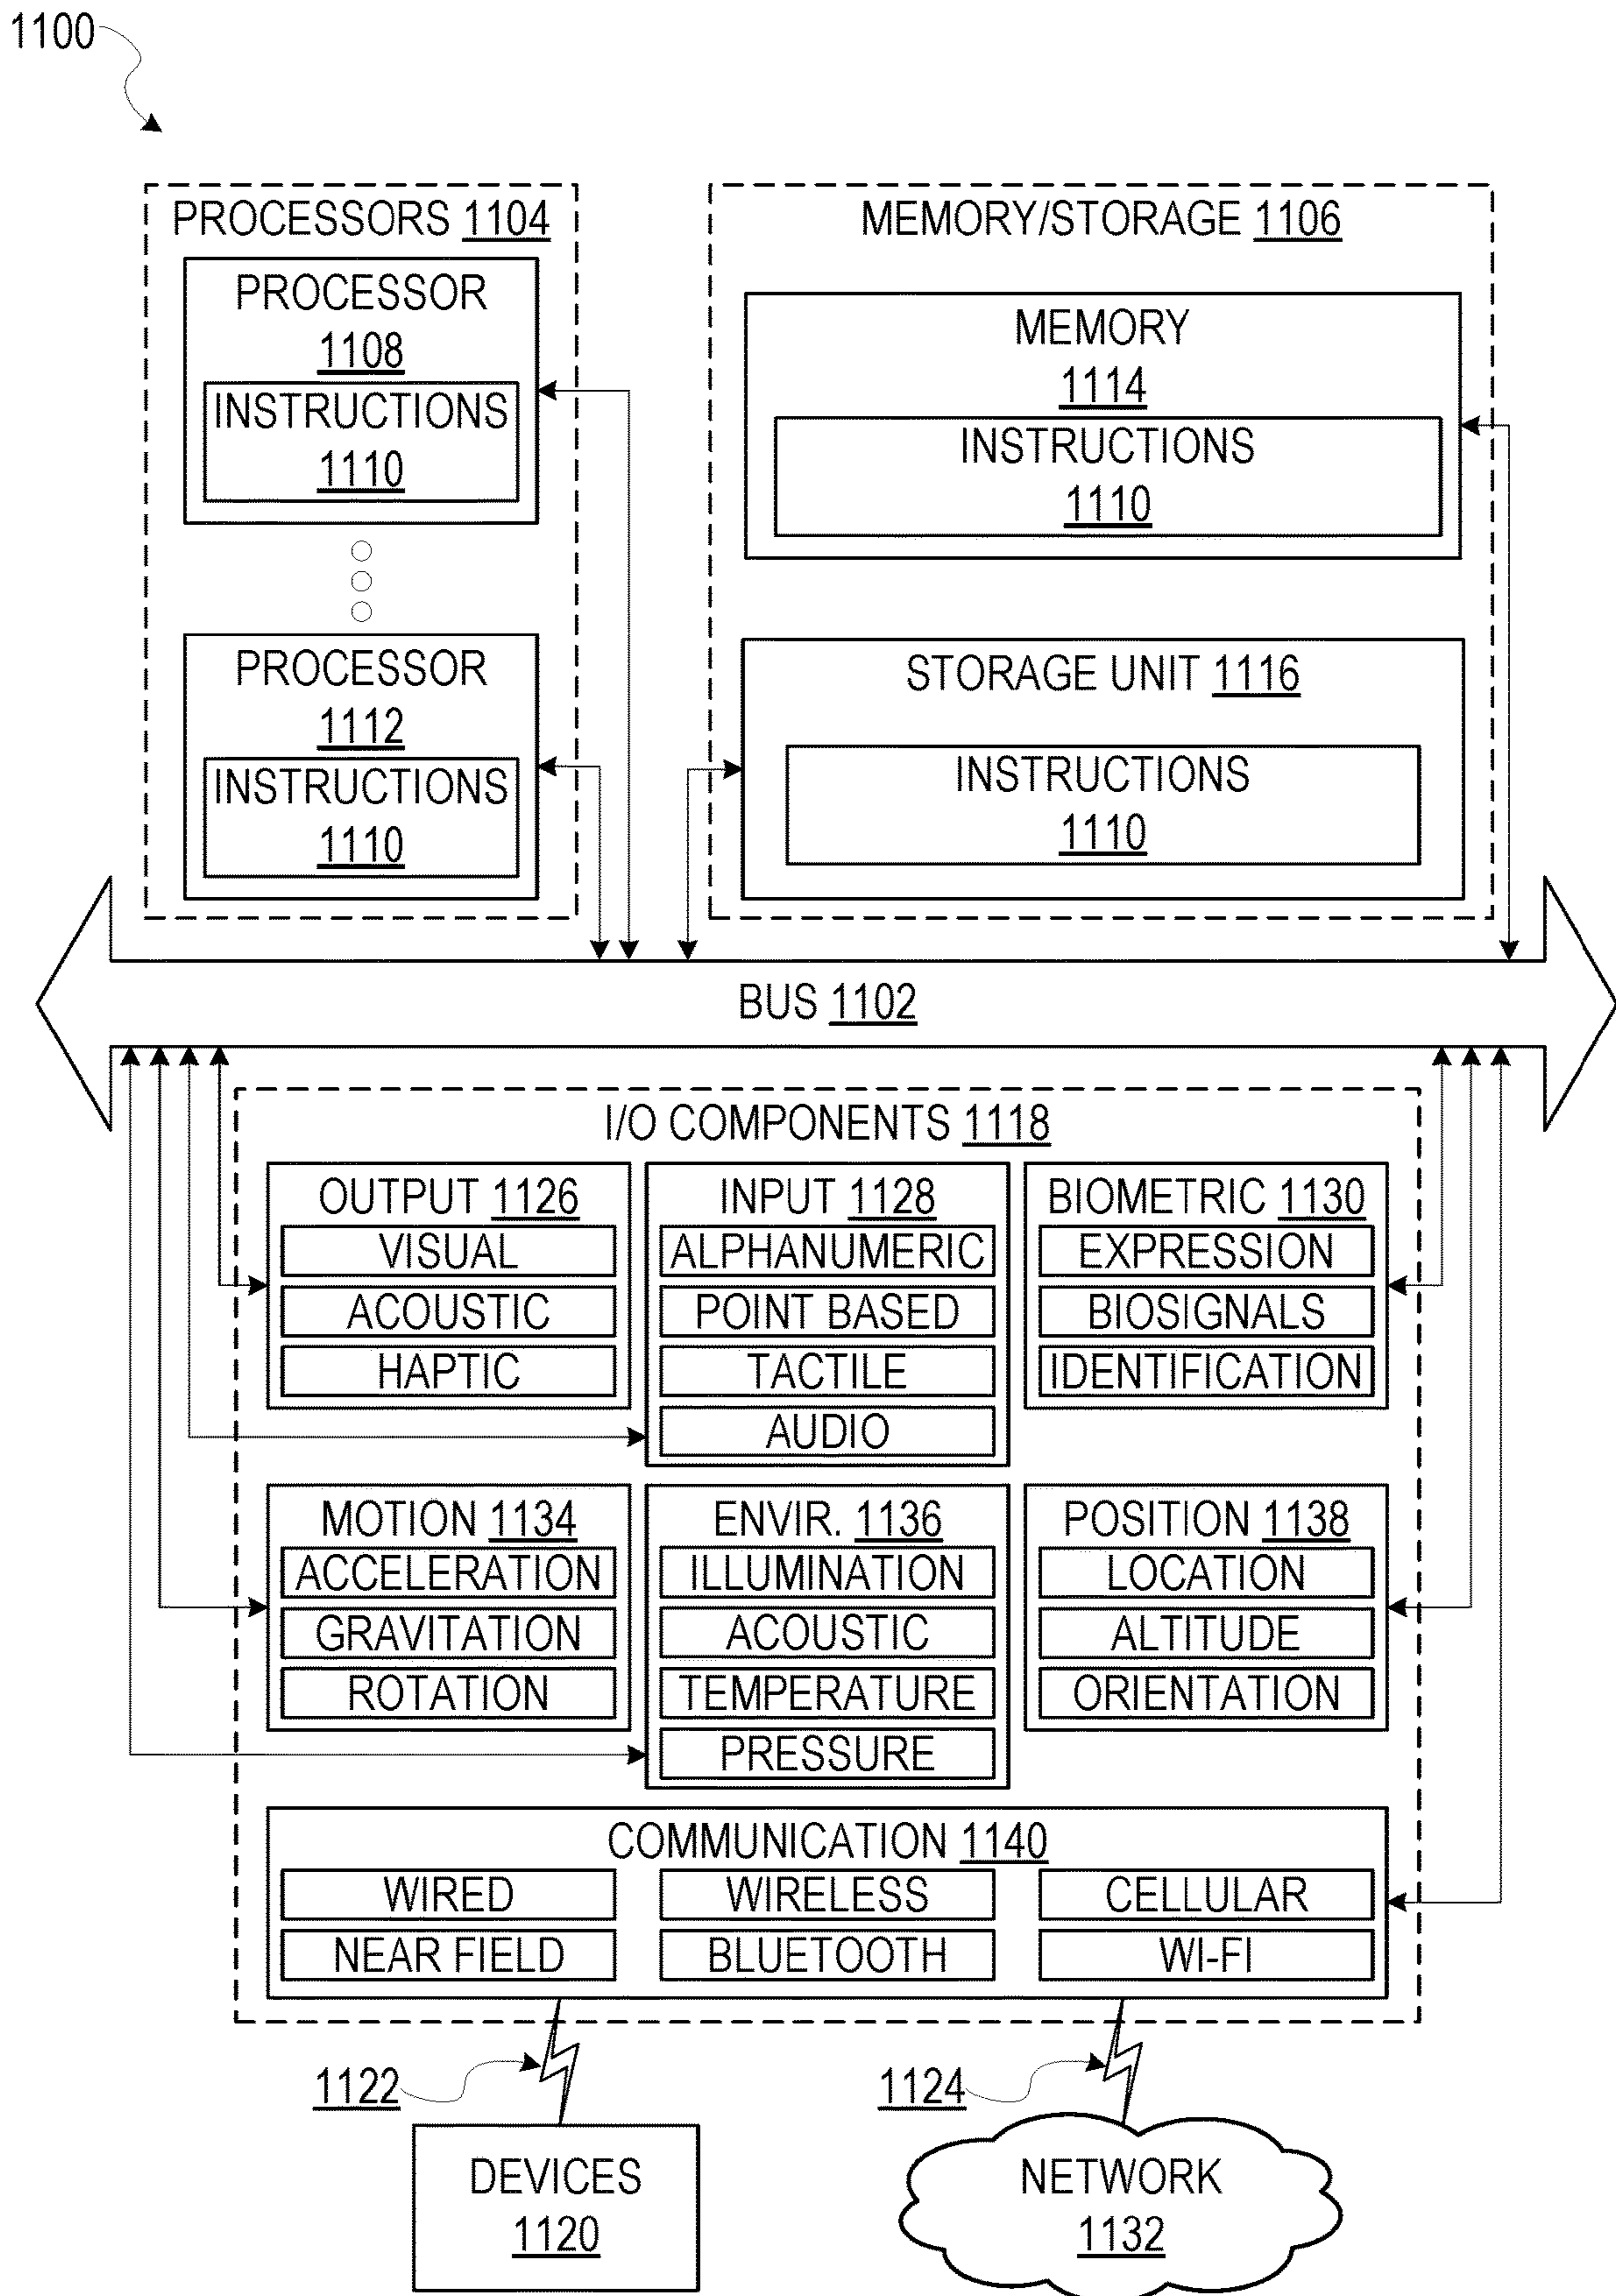 1100
PROCESSORS 1104
PROCESSOR
1108
INSTRUCTIONS
1110
PROCESSOR
1112
INSTRUCTIONS
1110
MEMORY/STORAGE 1106
MEMORY
1114
INSTRUCTIONS
1110
STORAGE UNIT 1116
INSTRUCTIONS
1110
BUS 1102
I/O COMPONENTS 1118
OUTPUT 1126
VISUAL
ACOUSTIC
HAPTIC
INPUT 1128
ALPHANUMERIC
POINT BASED
TACTILE
AUDIO
BIOMETRIC 1130
EXPRESSION
BIOSIGNALS
IDENTIFICATION
MOTION 1134
ACCELERATION
GRAVITATION
ROTATION
ENVIR. 1136
ILLUMINATION
ACOUSTIC
TEMPERATURE
PRESSURE
POSITION 1138
LOCATION
ALTITUDE
ORIENTATION
COMMUNICATION 1140
WIRED
WIRELESS
CELLULAR
NEAR FIELD
BLUETOOTH
WI-FI
1122
1124
DEVICES
1120
NETWORK
1132